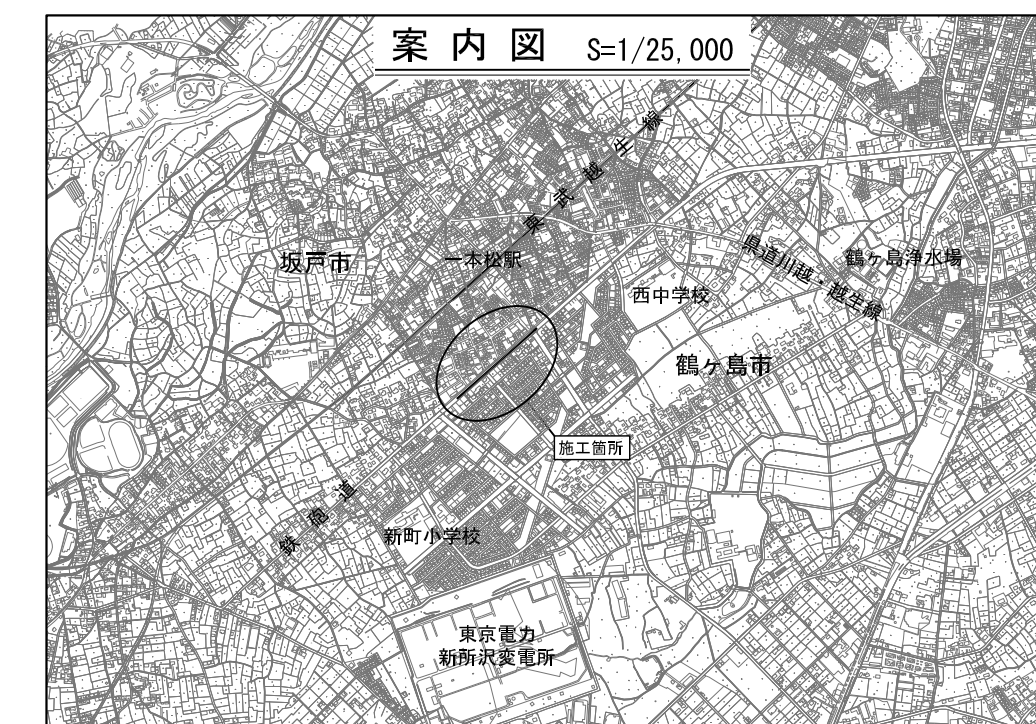 案内図 S=1/25,000
東武越生線
坂戸市
一本松駅
県道川越・越生線
鶴ヶ島浄水場
西中学校
鶴ヶ島市
施工箇所
鉄砲道
新町小学校
東京電力
新所沢変電所